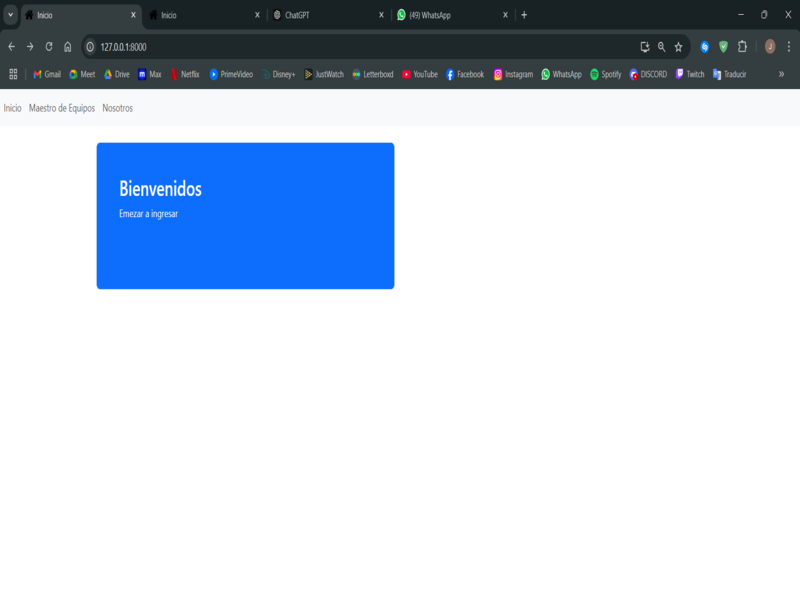 Inicio
Inicio
ChatGPT
(49) WhatsApp
127.0.0.1:8000
Gmail Meet Drive Max Netflix PrimeVideo Disney+ JustWatch Letterboxd YouTube Facebook Instagram WhatsApp Spotify DISCORD Twitch Traducir
Inicio Maestro de Equipos Nosotros
Bienvenidos
Emezar a ingresar